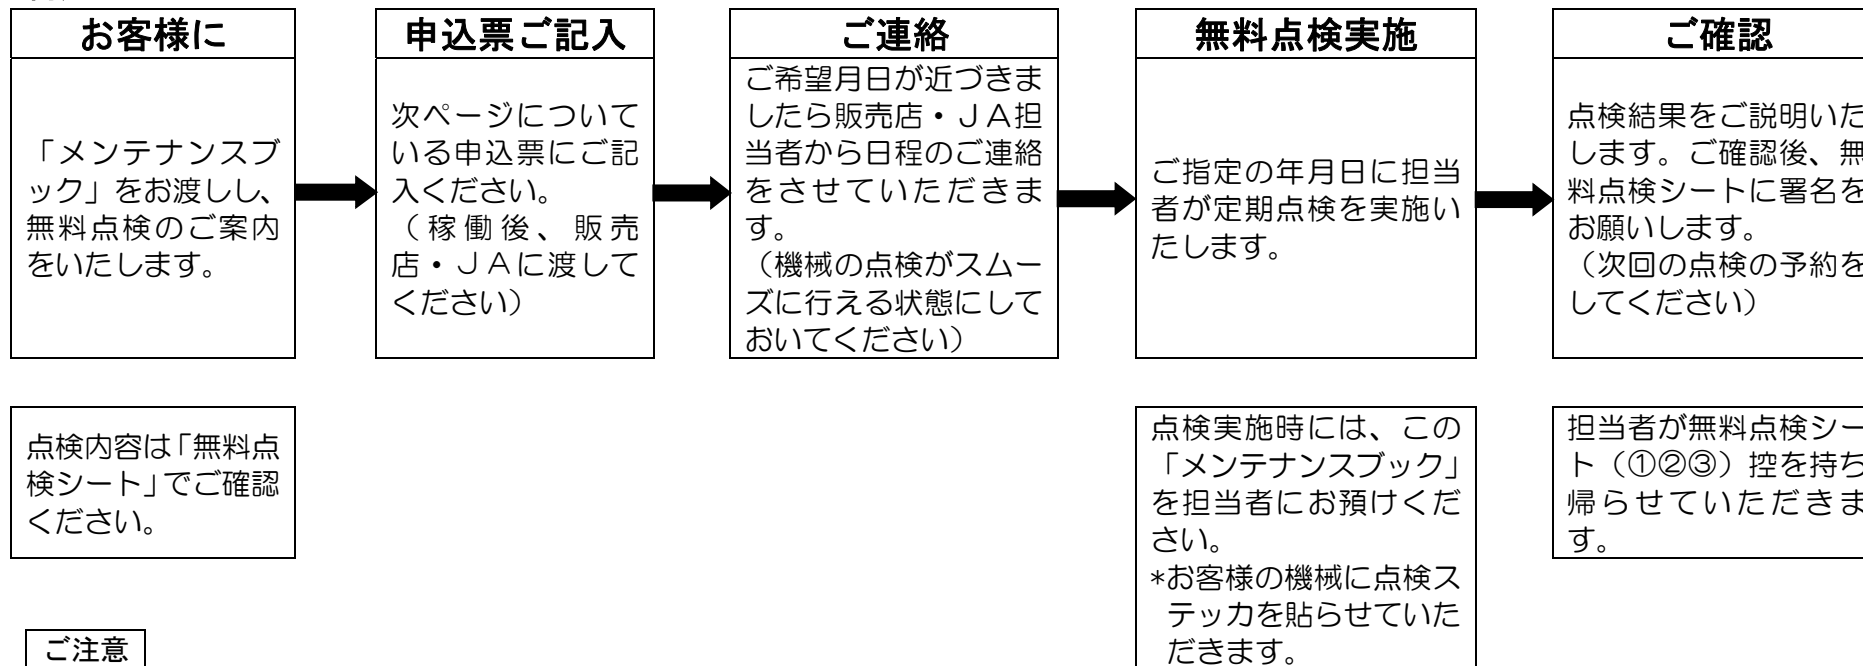 お客様に
「メンテナンスブ
ック」をお渡しし、
無料点検のご案内
をいたします。
申込票ご記入
次ページについて
いる申込票にご記
入ください。
（稼働後、販売
店・ＪＡに渡して
ください）
ご連絡
ご希望月日が近づきま
したら販売店・ＪＡ担
当者から日程のご連絡
をさせていただきま
す。
（機械の点検がスムー
ズに行える状態にして
おいてください）
無料点検実施
ご指定の年月日に担当
者が定期点検を実施い
たします。
ご確認
点検結果をご説明いた
します。ご確認後、無
料点検シートに署名を
お願いします。
（次回の点検の予約を
してください）
点検内容は「無料点
検シート」でご確認
ください。
点検実施時には、この
「メンテナンスブック」
を担当者にお預けくだ
さい。
*お客様の機械に点検ス
テッカを貼らせていた
だきます。
担当者が無料点検シー
ト（①②③）控を持ち
帰らせていただきま
す。
ご注意